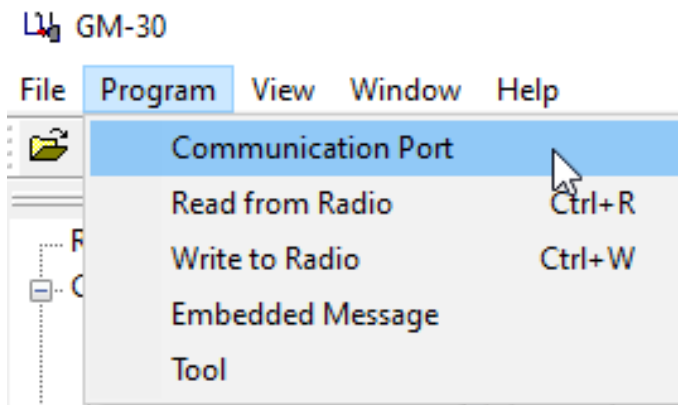 GM-30
File Program View Window Help
Communication Port
Read from Radio Ctrl+R
Write to Radio Ctrl+W
Embedded Message
Tool